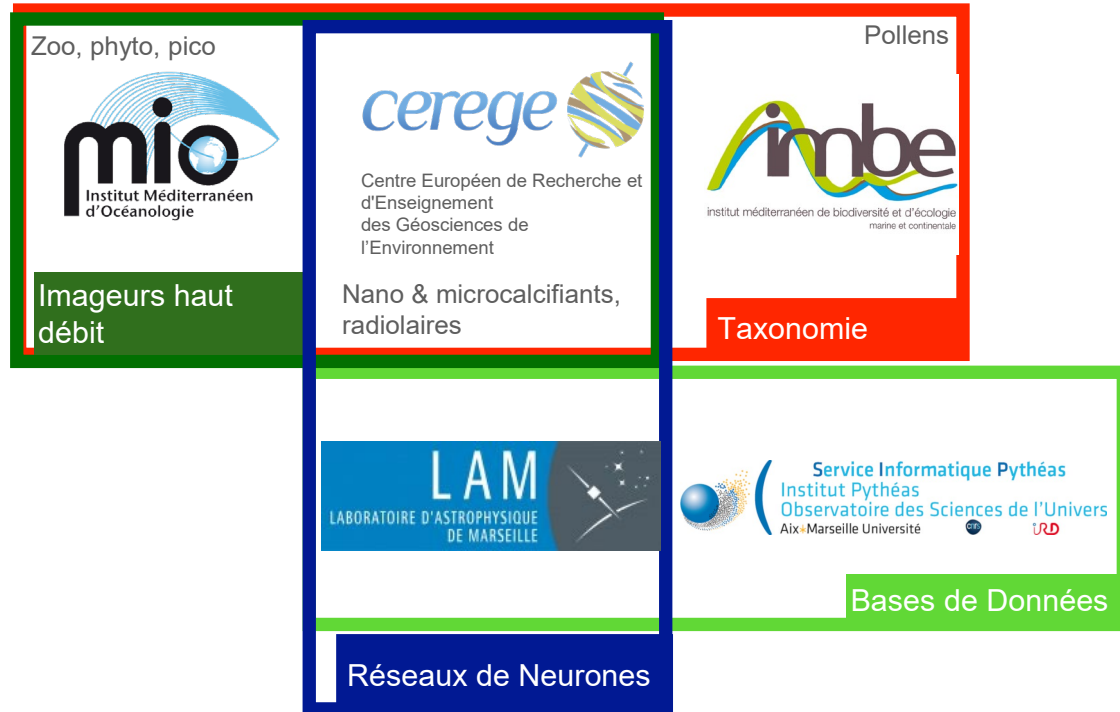 Zoo, phyto, pico
mio
Institut Méditerranéen
d'Océanologie
Imageurs haut
débit
cerege
Centre Européen de Recherche et
d'Enseignement
des Géosciences de
l'Environnement
Nano & microcalcifiants,
radiolaires
Pollens
imbe
institut méditerranéen de biodiversité et d'écologie
marine et continentale
Taxonomie
LAM
LABORATOIRE D'ASTROPHYSIQUE
DE MARSEILLE
Service Informatique Pythéas
Institut Pythéas
Observatoire des Sciences de l'Univers
Aix*Marseille Université
cnrs
IRD
Bases de Données
Réseaux de Neurones